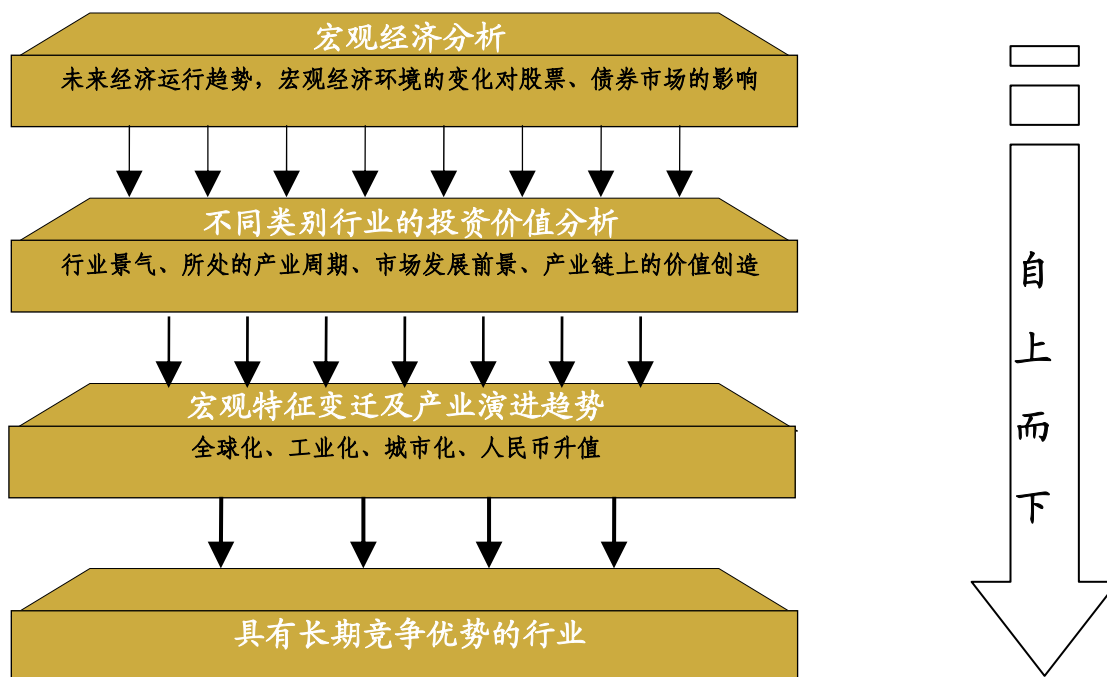 宏观经济分析
未来经济运行趋势，宏观经济环境的变化对股票、债券市场的影响
不同类别行业的投资价值分析
行业景气、所处的产业周期、市场发展前景、产业链上的价值创造
宏观特征变迁及产业演进趋势
全球化、工业化、城市化、人民币升值
具有长期竞争优势的行业
自
上
而
下